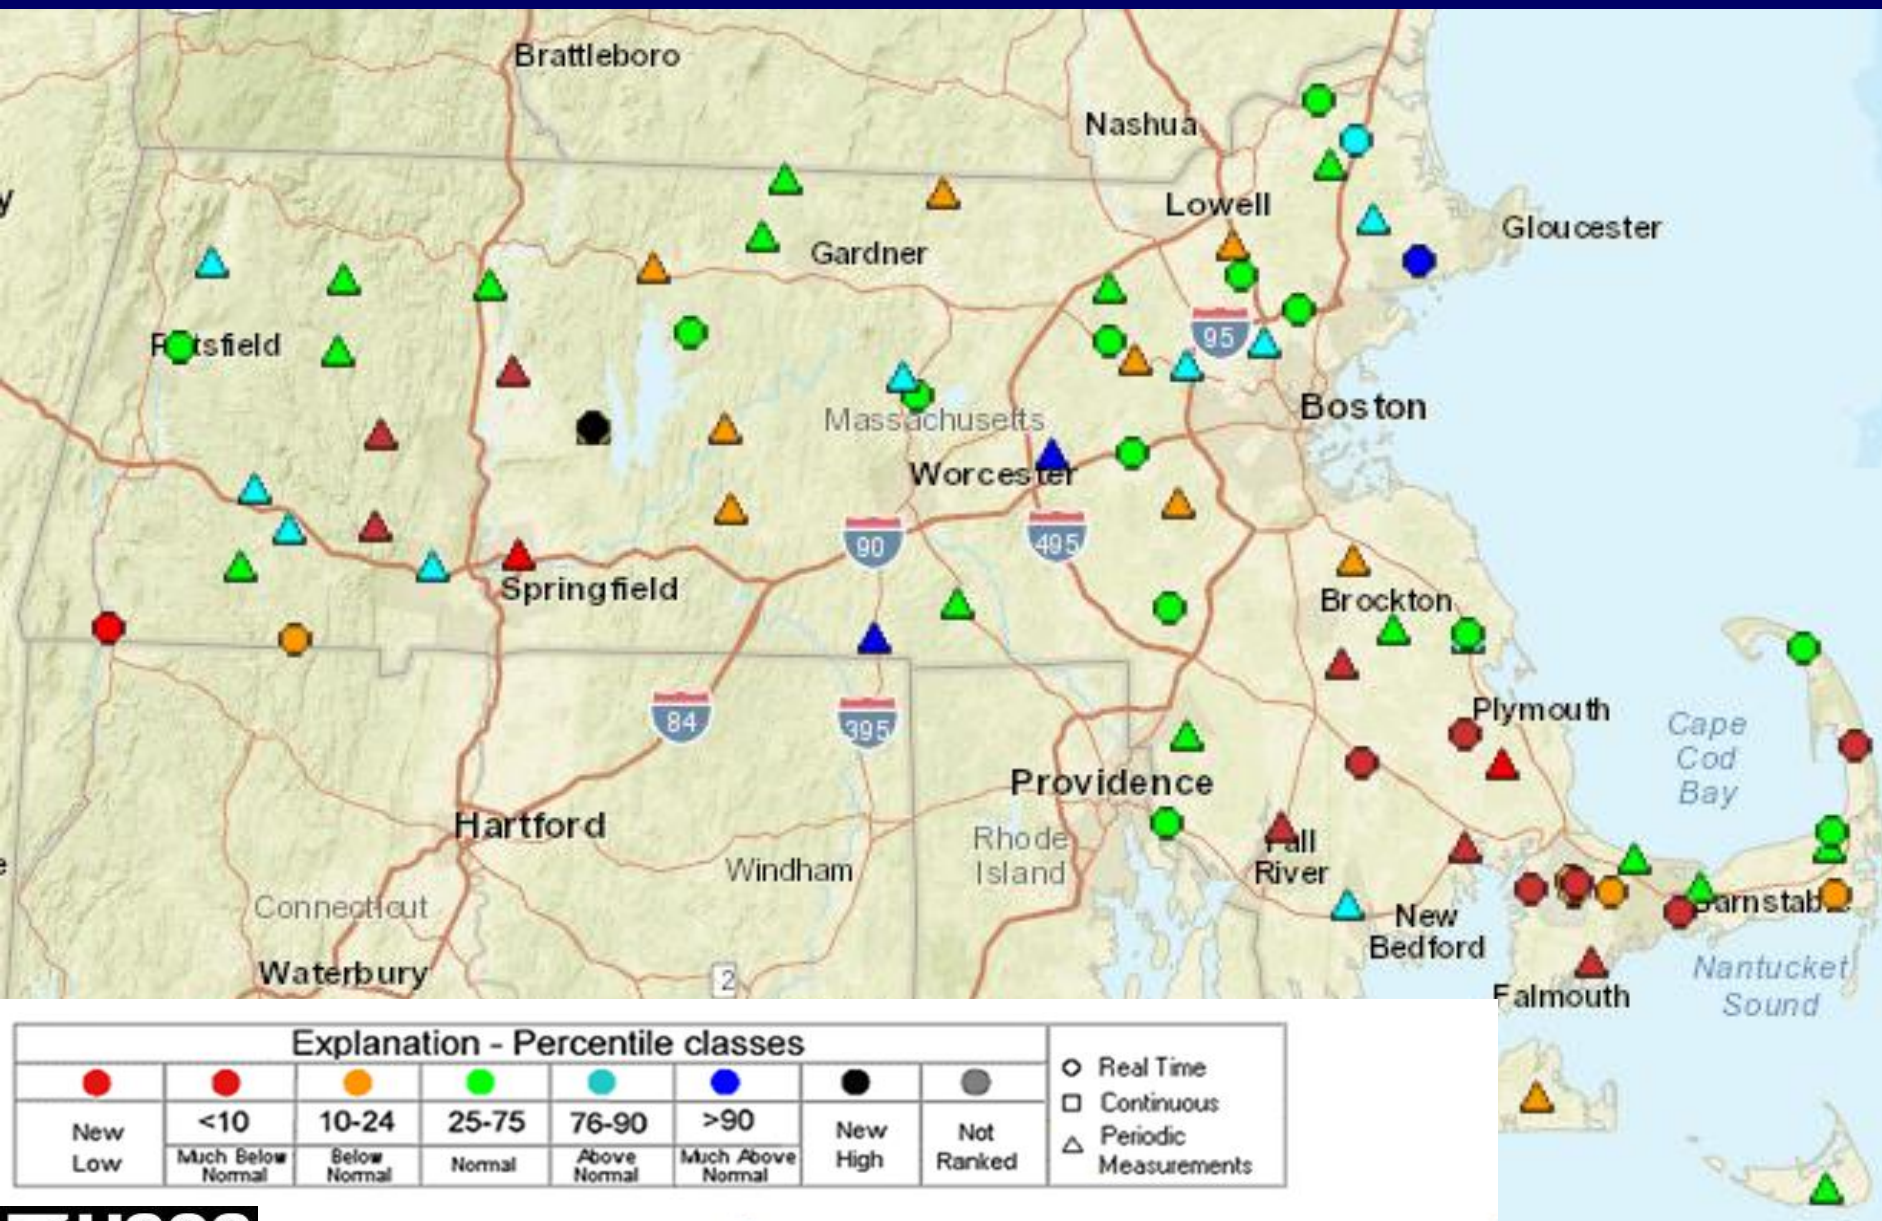 Brattleboro
Nashua
y
Lowell
Gloucester
Gardner
Pittsfield
95
Massachusetts
Boston
Worcester
90
495
Springfield
Brockton
84
395
Plymouth
Cape
Cod
Bay
Providence
Hartford
Rhode
Island
Windham
e
Fall
River
Connecticut
Barnstab
New
Bedford
Waterbury
2
Nantucket
Sound
Falmouth
Explanation - Percentile classes
New
Low
<10
Much Below
Normal
10-24
Below
Normal
25-75
Normal
76-90
Above
Normal
>90
Much Above
Normal
New
High
Not
Ranked
Real Time
Continuous
Periodic
Measurements